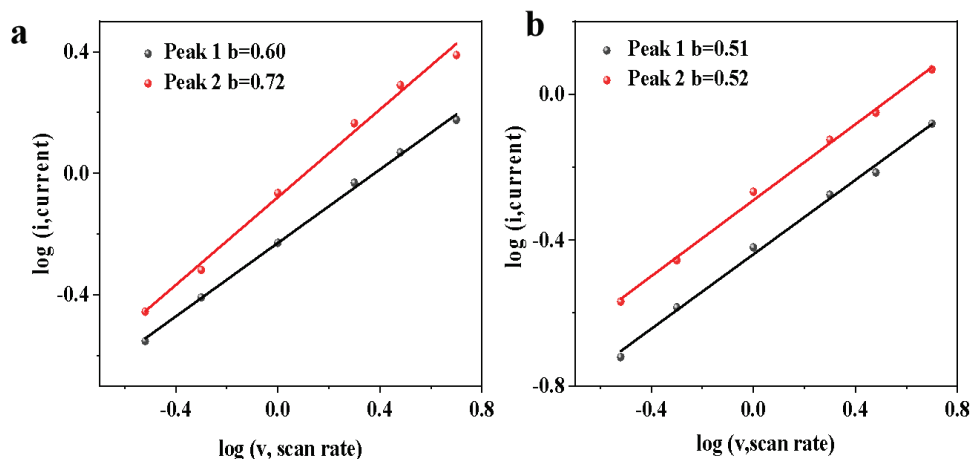 a
Peak 1 b=0.60
Peak 2 b=0.72
0.4
0.0
-0.4
log (i,current)
-0.4
0.0
0.4
0.8
log (v, scan rate)
b
Peak 1 b=0.51
Peak 2 b=0.52
0.0
-0.4
-0.8
log (i,current)
-0.4
0.0
0.4
0.8
log (v,scan rate)